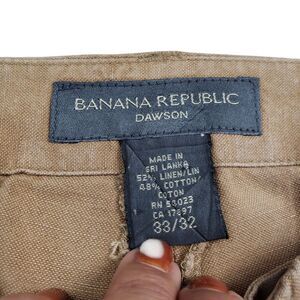 BANANA REPUBLIC
DAWSON
MADE IN
SRI LANKA
52% LINEN/LIN
48% COTTON/
COTON
RN 53023
CA 17897
33/32